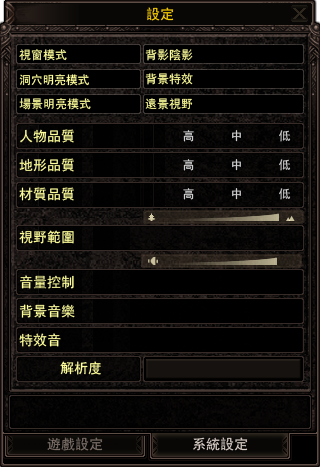 設定
視窗模式 背影陰影
洞穴明亮模式 背景特效
場景明亮模式 遠景視野
人物品質 高 中 低
地形品質 高 中 低
材質品質 高 中 低
視野範圍
音量控制
背景音樂
特效音
解析度
遊戲設定 系統設定